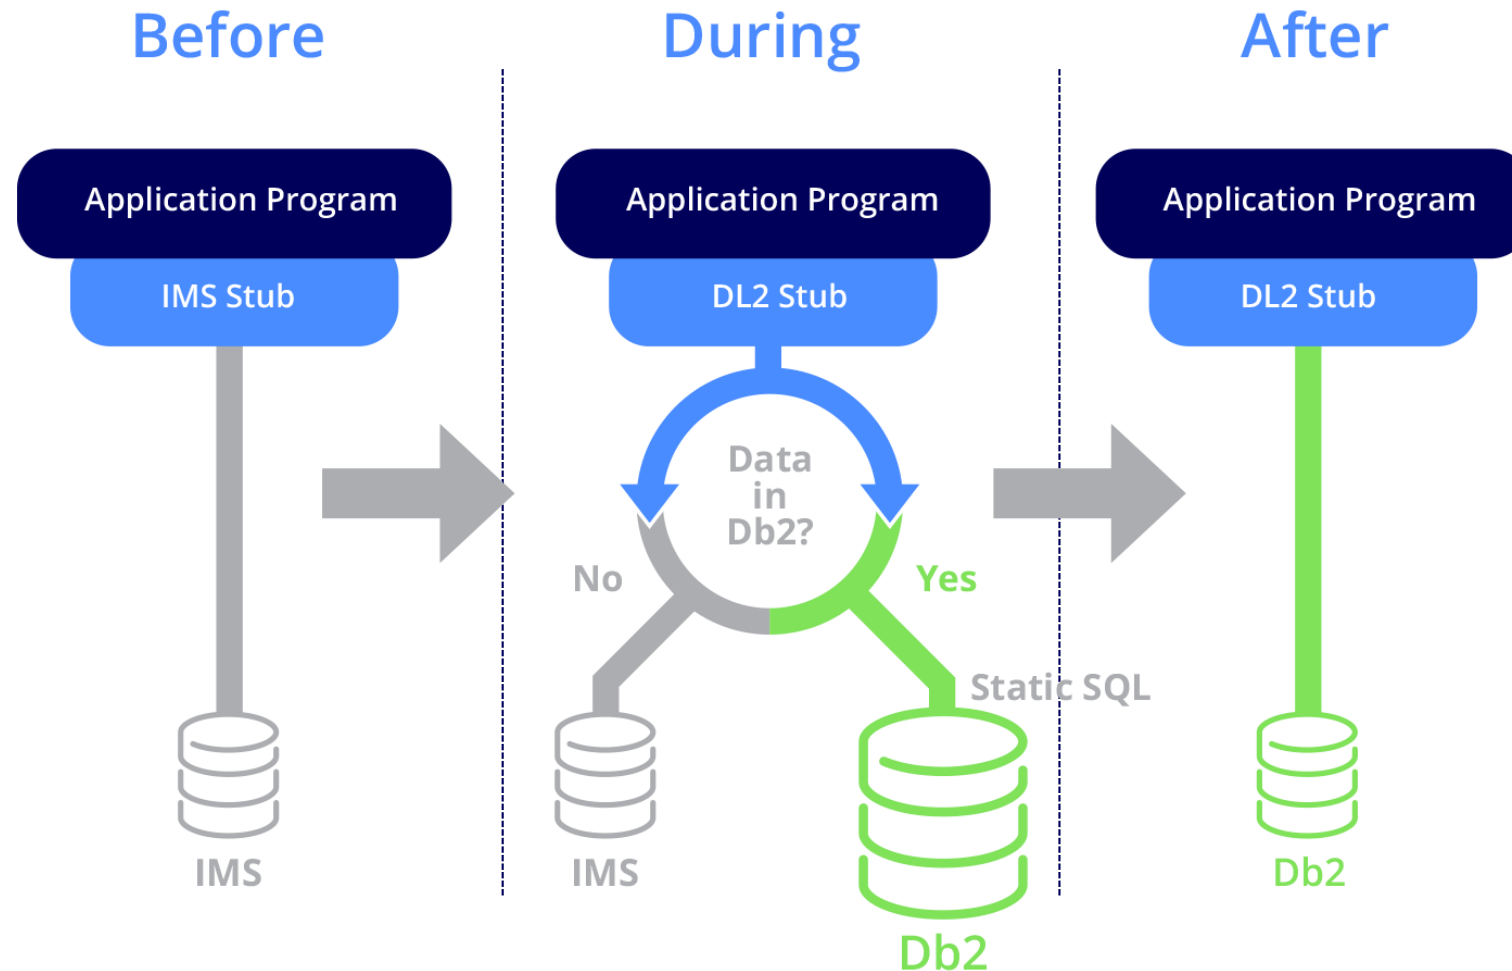 Before
During
After
Application Program
Application Program
Application Program
IMS Stub
DL2 Stub
DL2 Stub
Data
in
Db2?
No
Yes
Static SQL
IMS
IMS
Db2
Db2